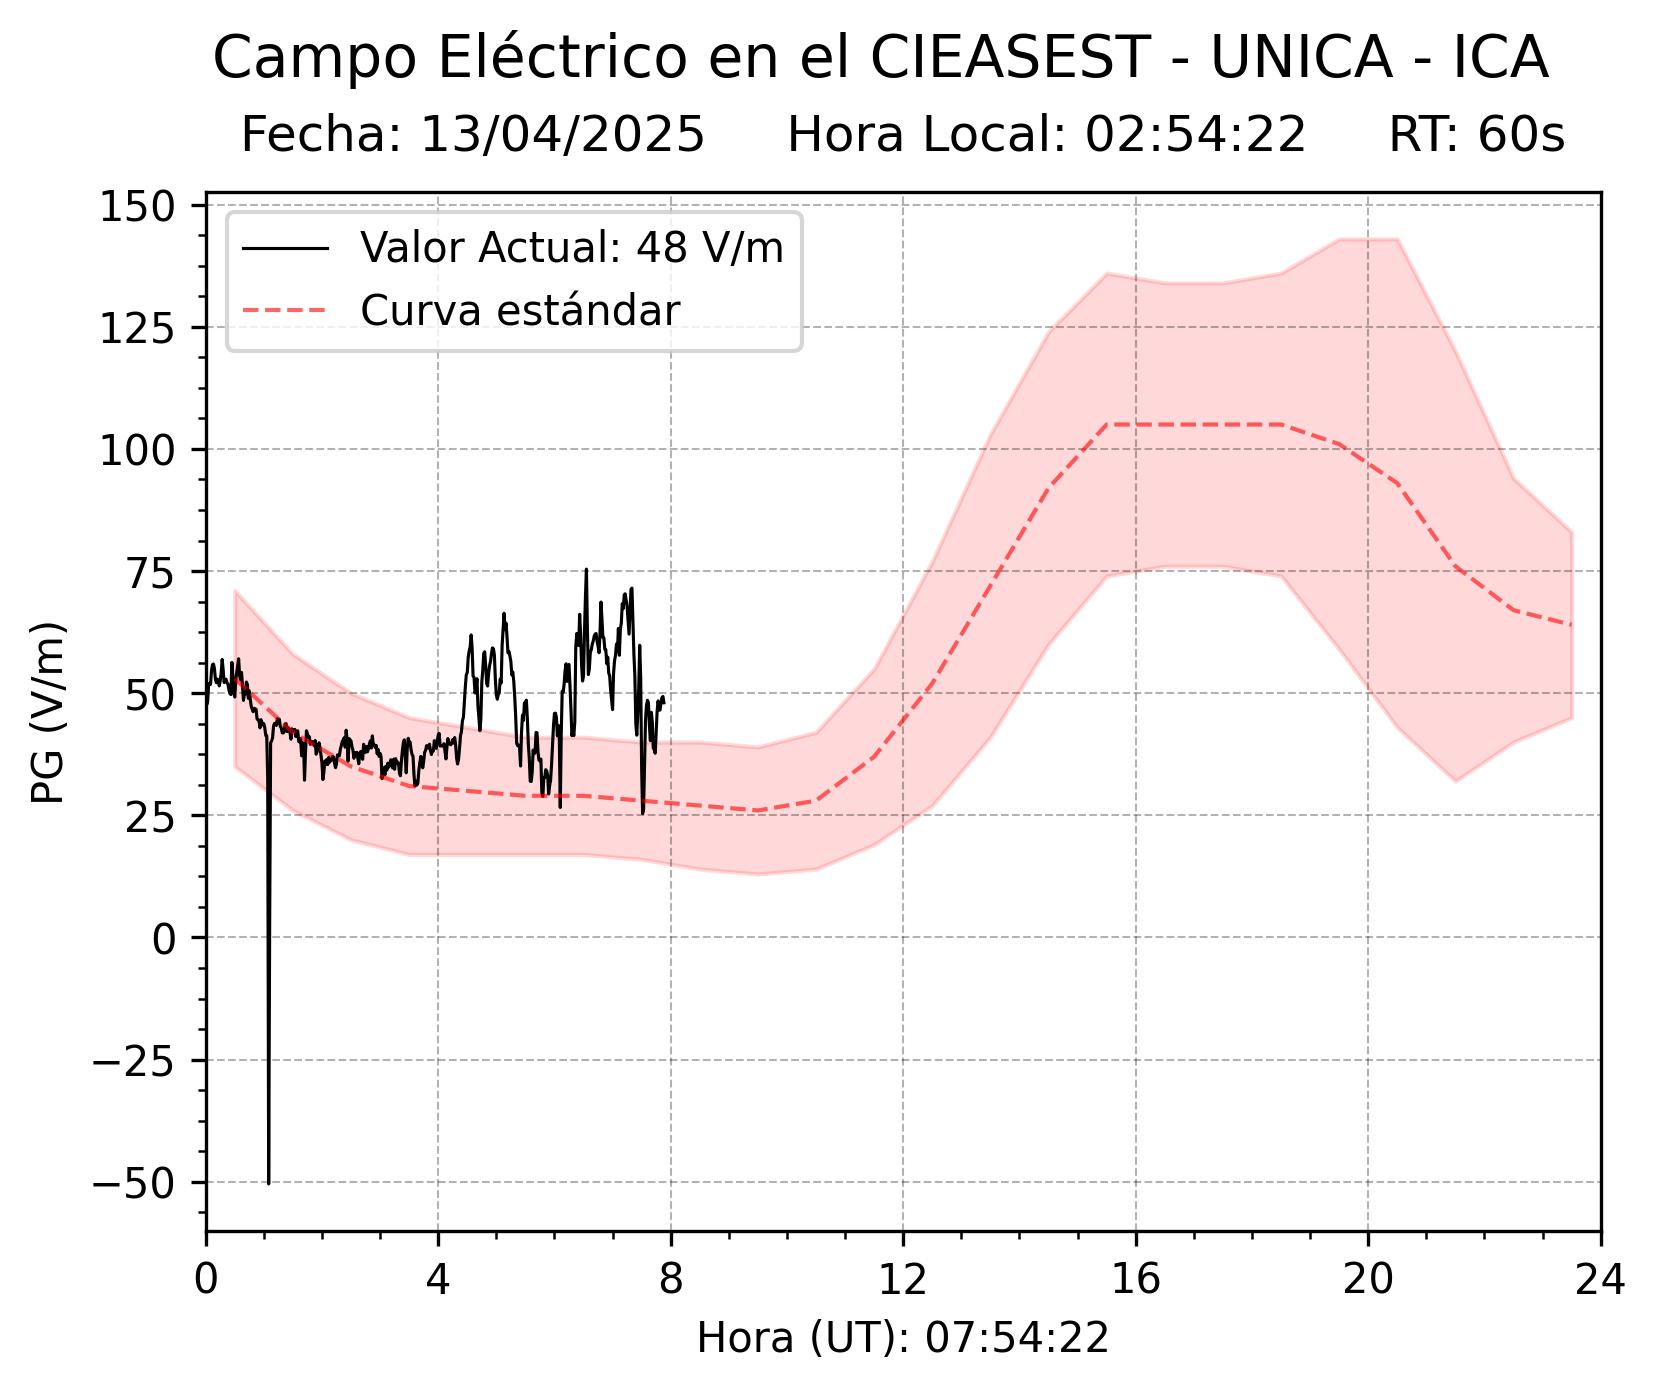 Campo Eléctrico en el CIEASEST - UNICA - ICA
Fecha: 13/04/2025 Hora Local: 02:54:22 RT: 60s
Valor Actual: 48 V/m
Curva estándar
PG (V/m)
150
125
100
75
50
25
0
−25
−50
0 4 8 12 16 20 24
Hora (UT): 07:54:22